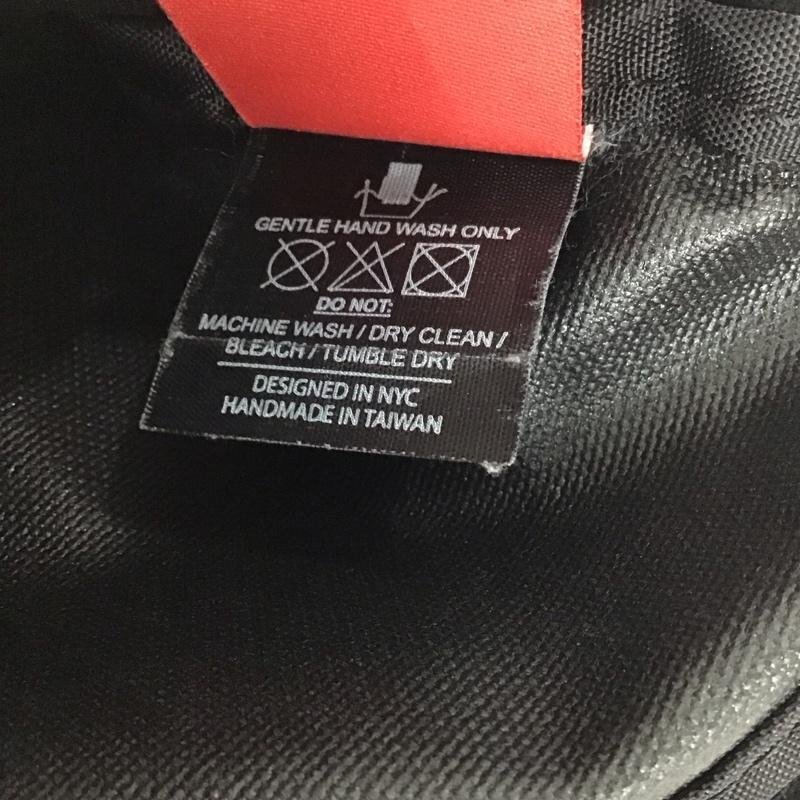 GENTLE HAND WASH ONLY
DO NOT:
MACHINE WASH / DRY CLEAN /
BLEACH / TUMBLE DRY
DESIGNED IN NYC
HANDMADE IN TAIWAN